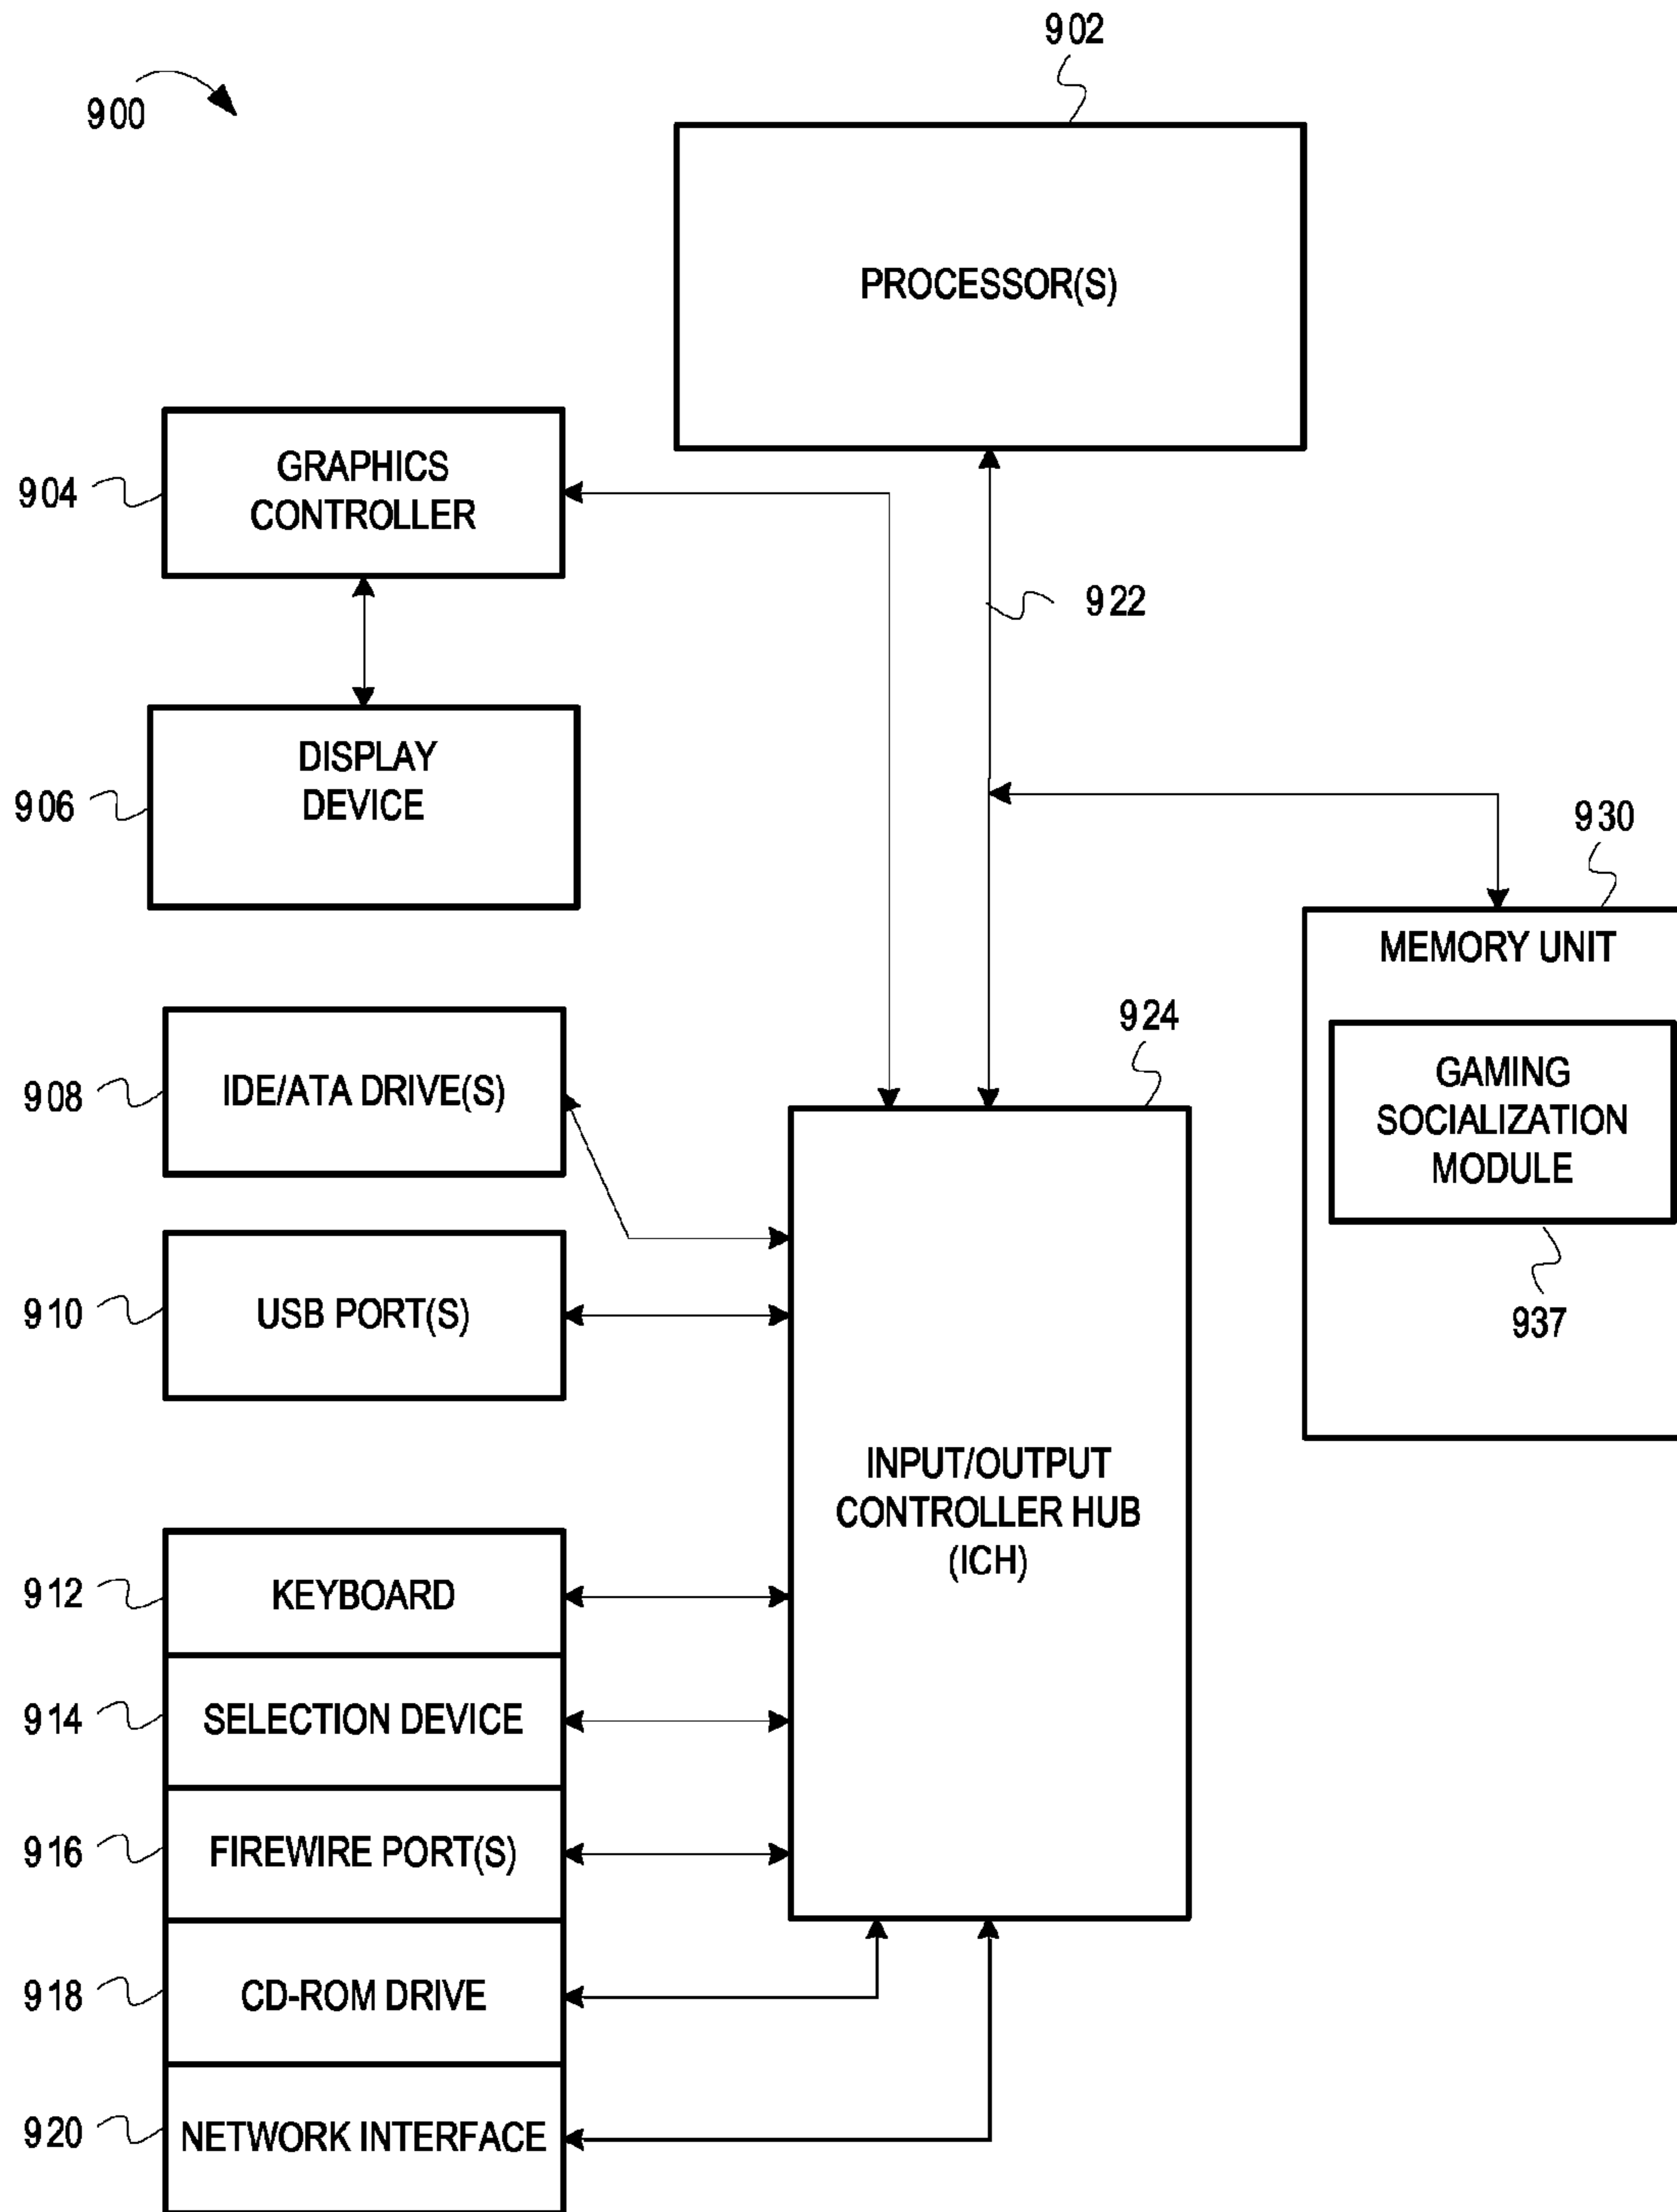 902
900
PROCESSOR(S)
GRAPHICS
CONTROLLER
904
922
DISPLAY
DEVICE
906
930
MEMORY UNIT
924
GAMING
SOCIALIZATION
MODULE
937
908
IDE/ATA DRIVE(S)
910
USB PORT(S)
INPUT/OUTPUT
CONTROLLER HUB
(ICH)
912
KEYBOARD
914
SELECTION DEVICE
916
FIREWIRE PORT(S)
918
CD-ROM DRIVE
920
NETWORK INTERFACE